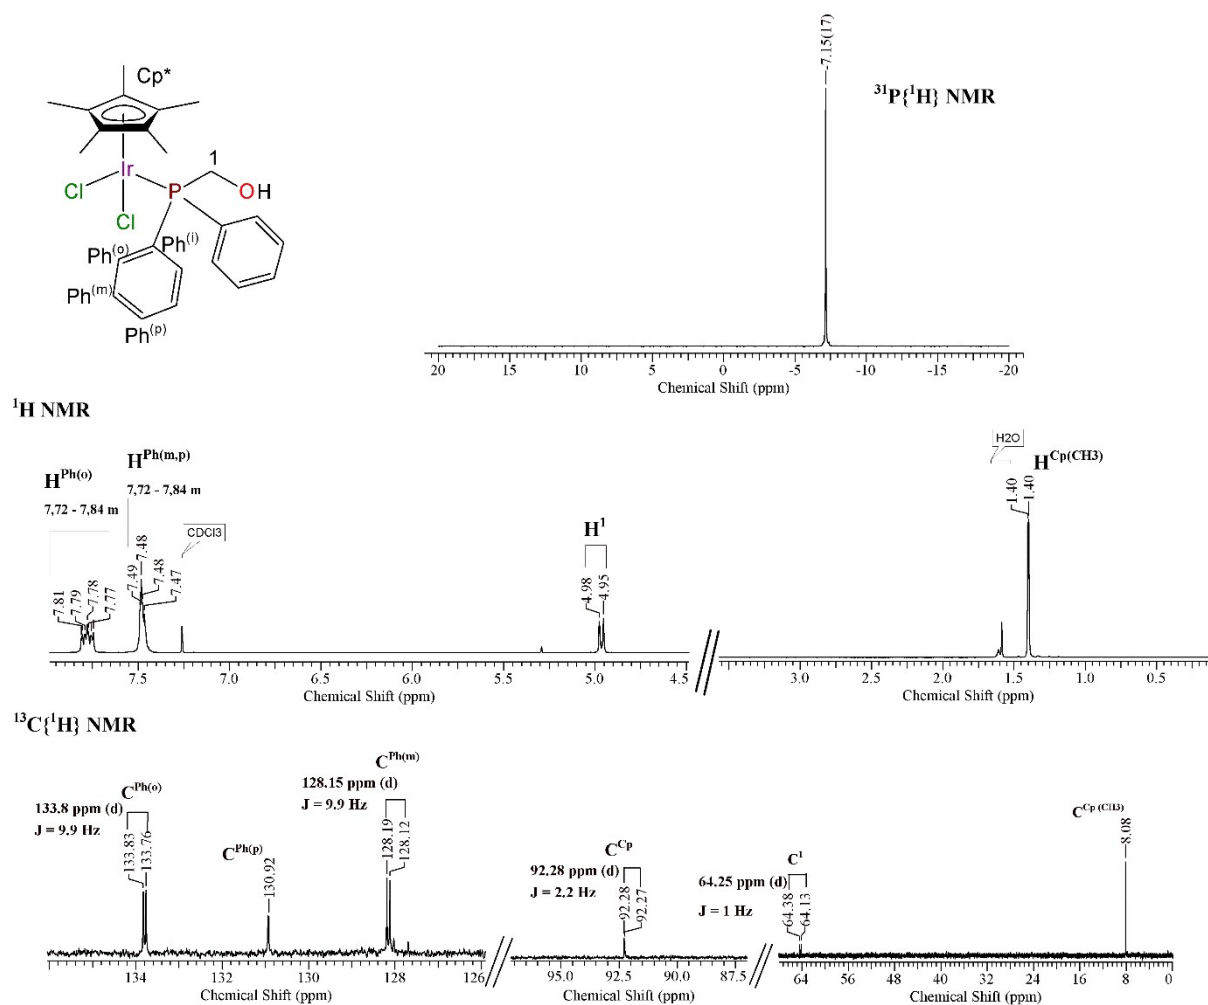 Cp*
1
Ir
Cl
P
OH
Cl
Ph(o)
Ph(i)
Ph(m)
Ph(p)
-7.15(17)
31P{1H} NMR
20 15 10 5 0 -5 -10 -15 -20
Chemical Shift (ppm)
1H NMR
HPh(o)
7,72 - 7,84 m
HPh(m,p)
7,72 - 7,84 m
CDCl3
H1
H2O
HCp(CH3)
7.81
7.79
7.78
7.77
7.49
7.48
7.48
7.47
4.98
4.95
1.40
1.40
7.5 7.0 6.5 6.0 5.5 5.0 4.5
Chemical Shift (ppm)
3.0 2.5 2.0 1.5 1.0 0.5
Chemical Shift (ppm)
13C{1H} NMR
CPh(o)
133.8 ppm (d)
J = 9.9 Hz
133.83
133.76
CPh(p)
130.92
CPh(m)
128.15 ppm (d)
J = 9.9 Hz
128.19
128.12
CCp
92.28 ppm (d)
J = 2,2 Hz
92.28
92.27
C1
64.25 ppm (d)
J = 1 Hz
64.38
64.13
CCp (CH3)
8.08
134 132 130 128 126
Chemical Shift (ppm)
95.0 92.5 90.0 87.5
Chemical Shift (ppm)
64 56 48 40 32 24 16 8 0
Chemical Shift (ppm)